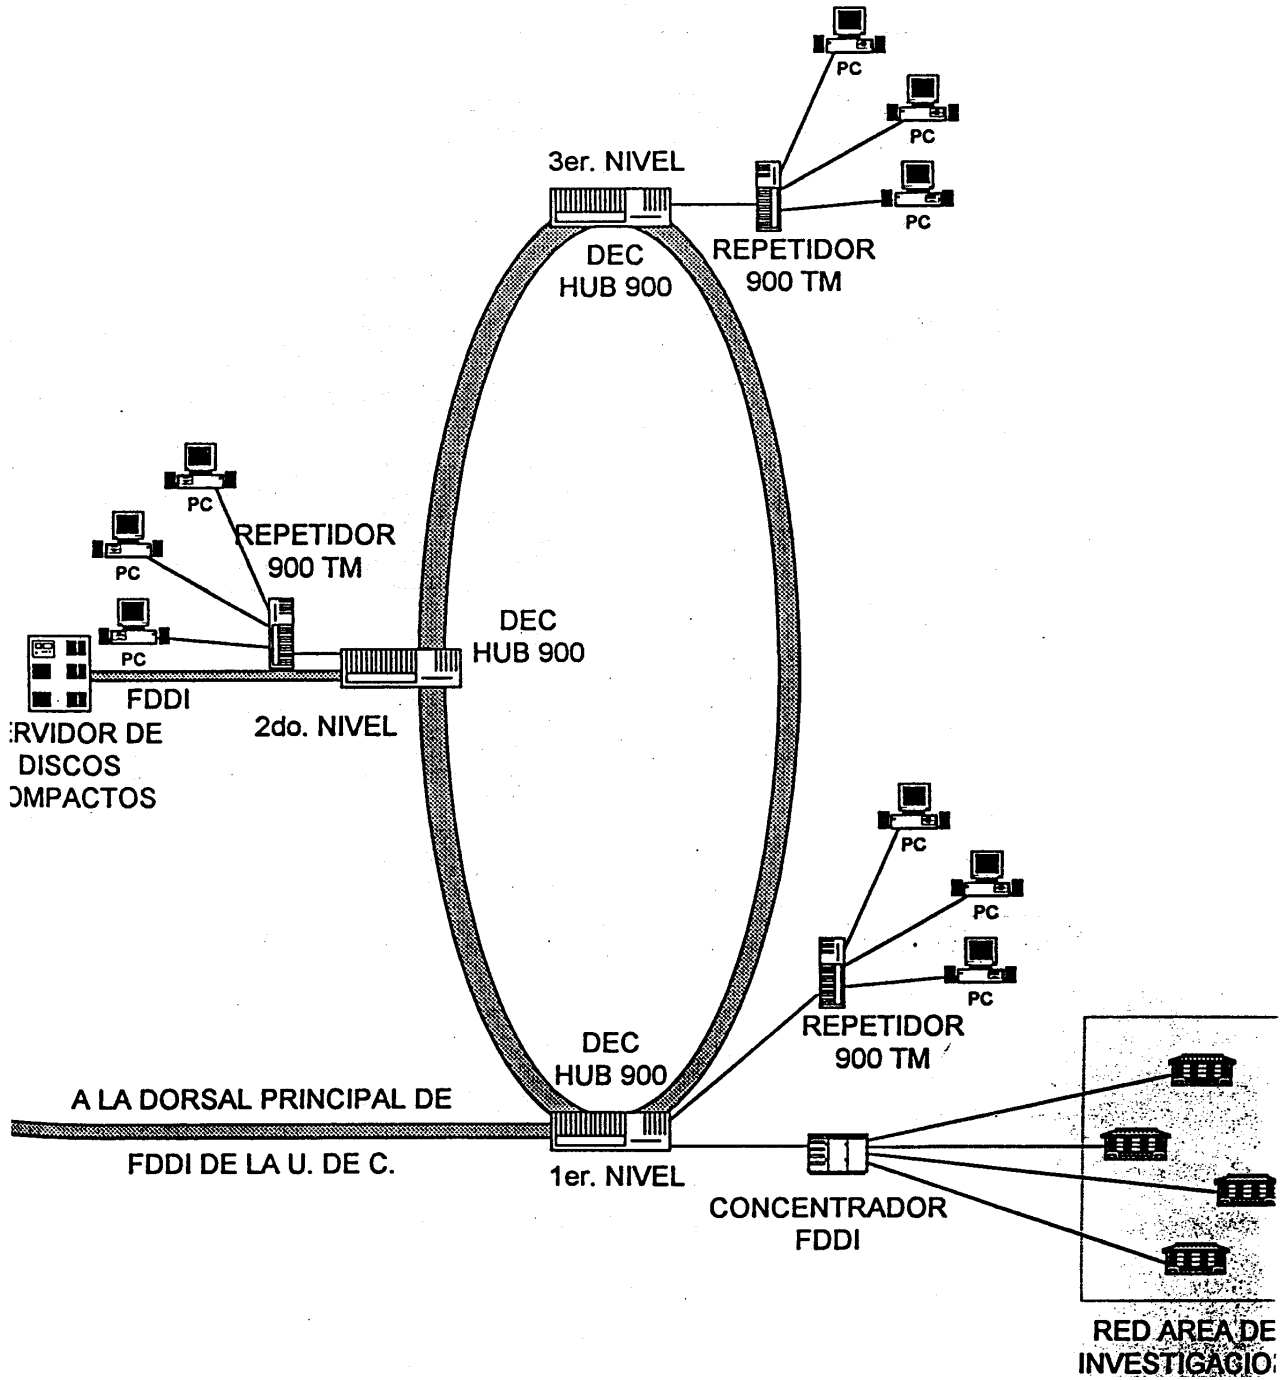 PC
PC
PC
3er. NIVEL
DEC
HUB 900
REPETIDOR
900 TM
PC
PC
PC
REPETIDOR
900 TM
DEC
HUB 900
FDDI
2do. NIVEL
ERVIDOR DE
DISCOS
OMPACTOS
PC
PC
PC
REPETIDOR
900 TM
DEC
HUB 900
A LA DORSAL PRINCIPAL DE
FDDI DE LA U. DE C.
1er. NIVEL
CONCENTRADOR
FDDI
RED AREA DE
INVESTIGACIO